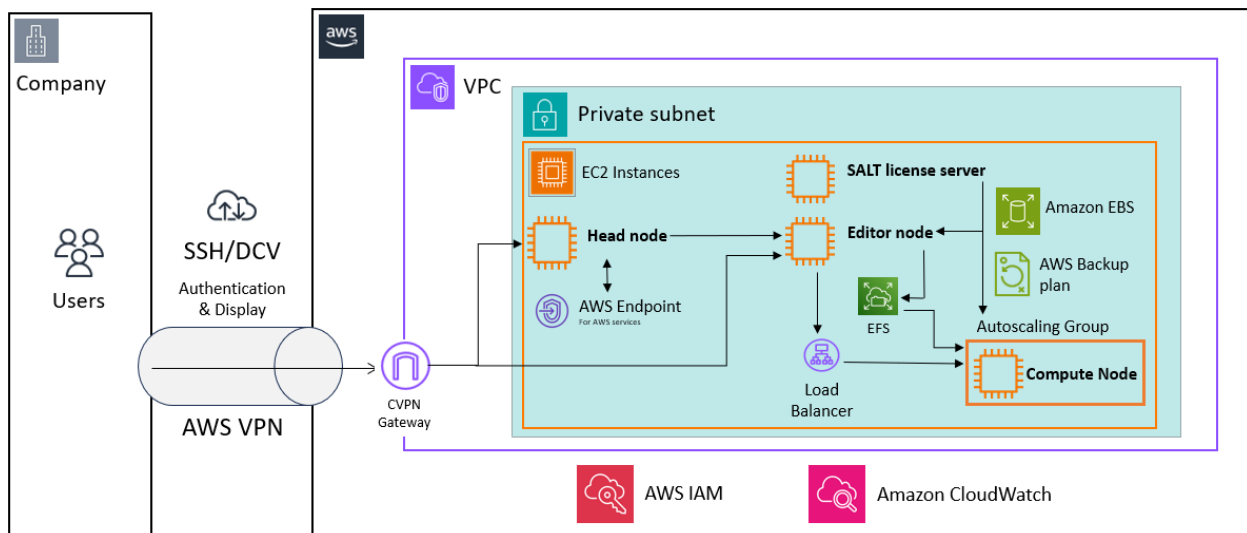 Company
Users
SSH/DCV
Authentication
& Display
AWS VPN
aws
CVPN
Gateway
VPC
Private subnet
EC2 Instances
SALT license server
Amazon EBS
Head node
Editor node
AWS Backup
plan
AWS Endpoint
For AWS services
EFS
Autoscaling Group
Load
Balancer
Compute Node
AWS IAM
Amazon CloudWatch